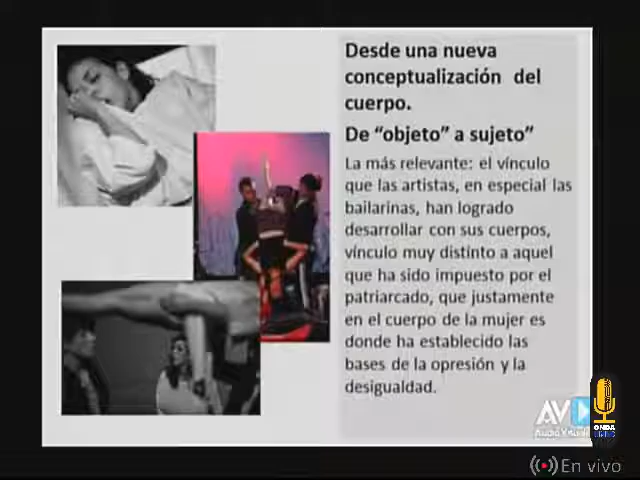 Desde una nueva
conceptualización del
cuerpo.
De “objeto” a sujeto”
La más relevante: el vínculo
que las artistas, en especial las
bailarinas, han logrado
desarrollar con sus cuerpos,
vínculo muy distinto a aquel
que ha sido impuesto por el
patriarcado, que justamente
en el cuerpo de la mujer es
donde ha establecido las
bases de la opresión y la
desigualdad.
AV
ONDA
En vivo